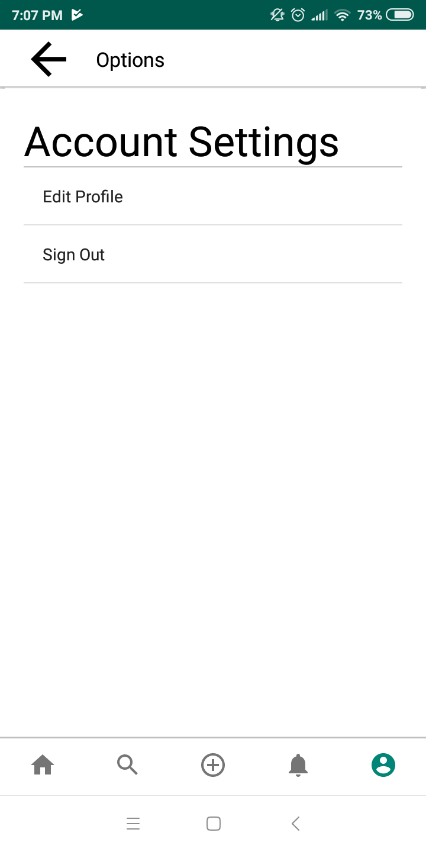 7:07 PM 73%
Options
Account Settings
Edit Profile
Sign Out